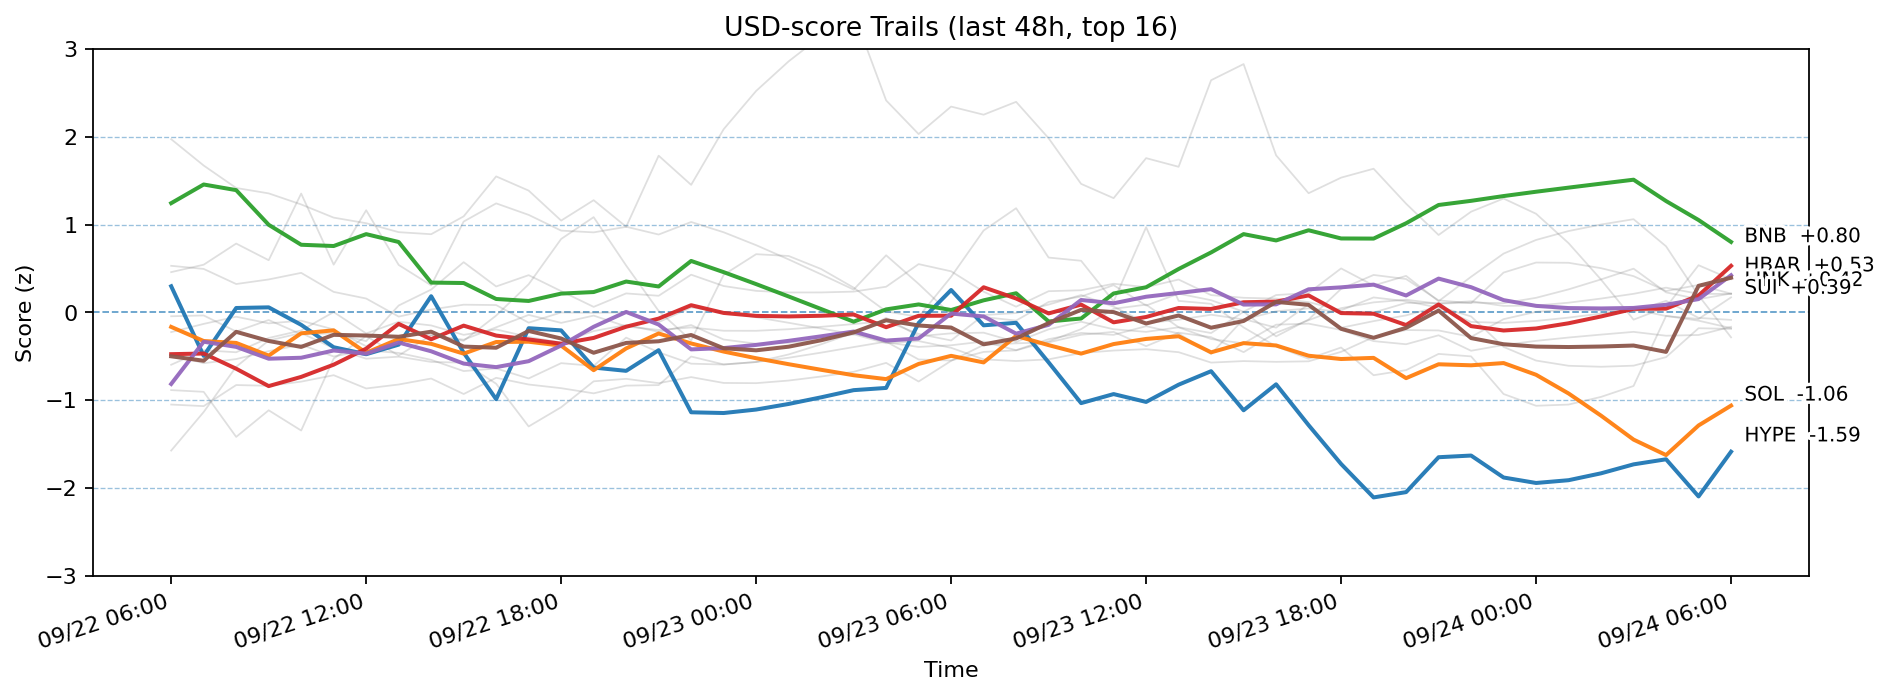 USD-score Trails (last 48h, top 16)
Score (z)
3
2
1
0
−1
−2
−3
BNB +0.80
HBAR +0.53
+0.42
SUI +0.39
SOL -1.06
HYPE -1.59
09/22 06:00
09/22 12:00
09/22 18:00
09/23 00:00
09/23 06:00
09/23 12:00
09/23 18:00
09/24 00:00
09/24 06:00
Time